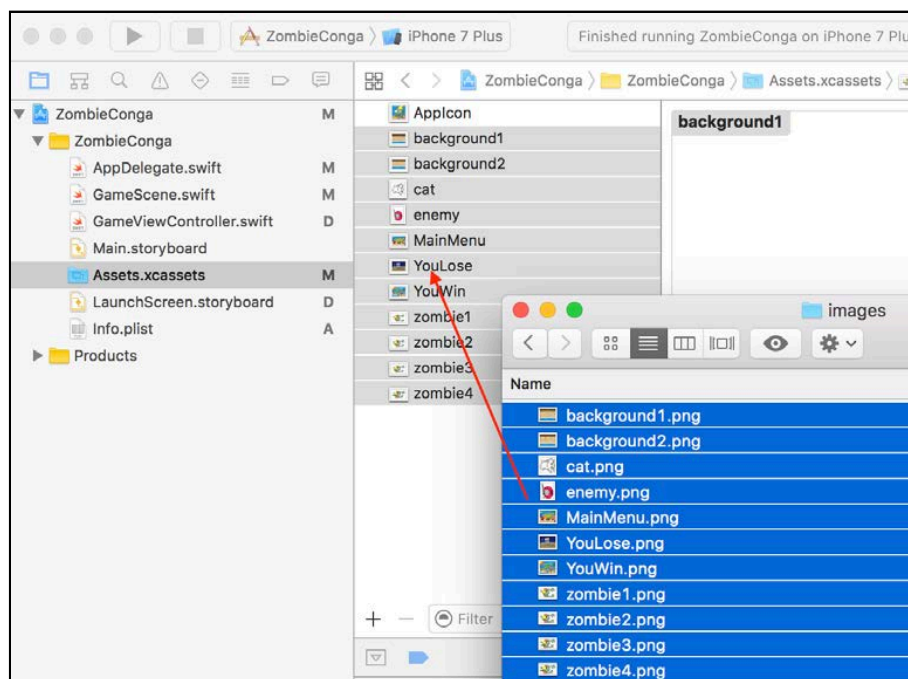 ZombieConga iPhone 7 Plus Finished running ZombieConga on iPhone 7
ZombieConga ZombieConga Assets.xcassets
ZombieConga M
ZombieConga
AppDelegate.swift M
GameScene.swift M
GameViewController.swift D
Main.storyboard
Assets.xcassets M
LaunchScreen.storyboard D
Info.plist A
Products
AppIcon
background1
background2
cat
enemy
MainMenu
YouLose
YouWin
zombie1
zombie2
zombie3
zombie4
Filter
background1
images
Name
background1.png
background2.png
cat.png
enemy.png
MainMenu.png
YouLose.png
YouWin.png
zombie1.png
zombie2.png
zombie3.png
zombie4.png